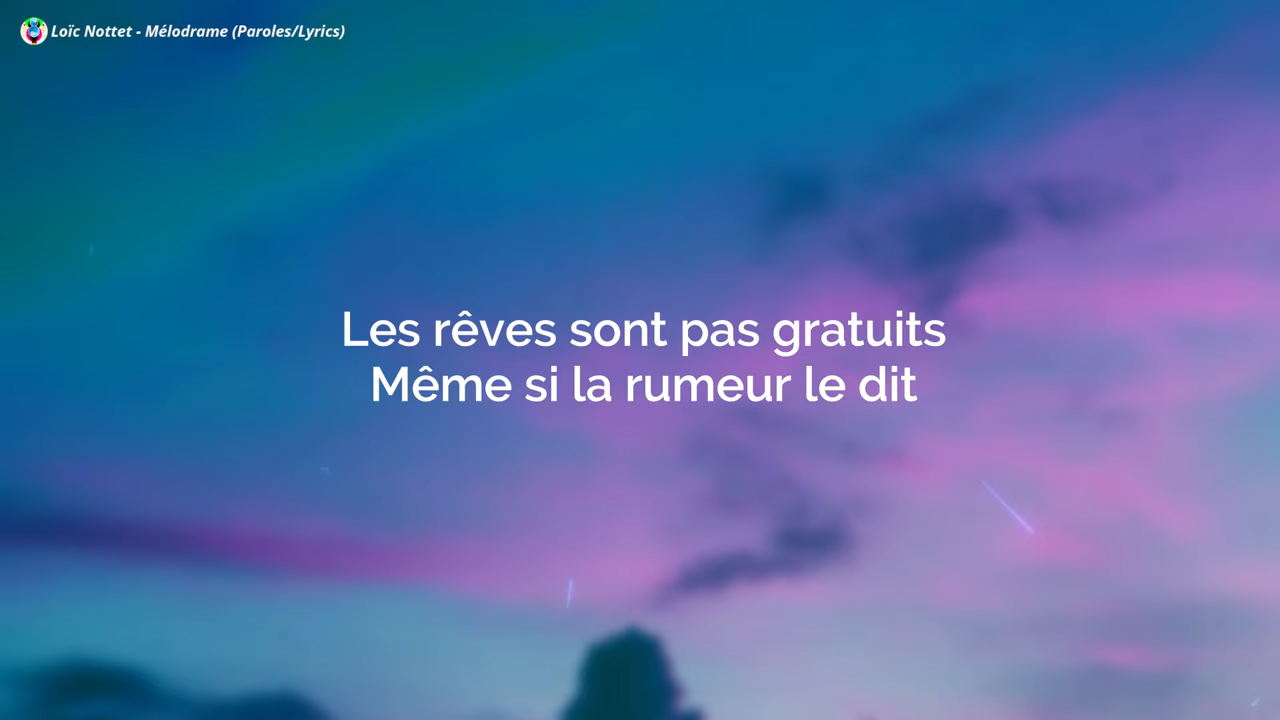 Loïc Nottet - Mélodrame (Paroles/Lyrics)
Les rêves sont pas gratuits
Même si la rumeur le dit